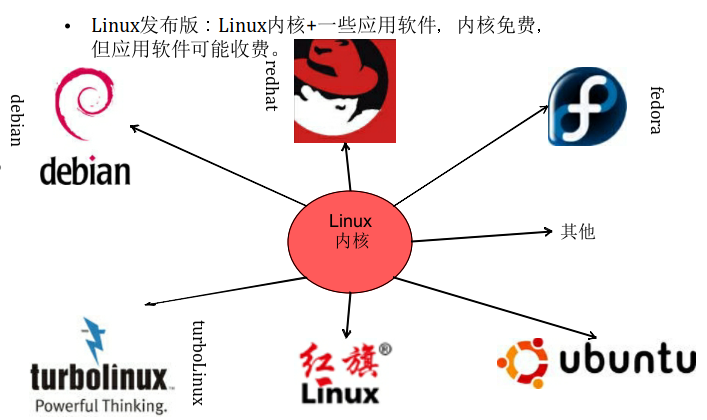 • Linux发布版：Linux内核+一些应用软件，内核免费，
但应用软件可能收费。
debian
debian
redhat
fedora
Linux
内核
其他
turbolinux™
Powerful Thinking.
turboLinux
红旗®
Linux
ubuntu